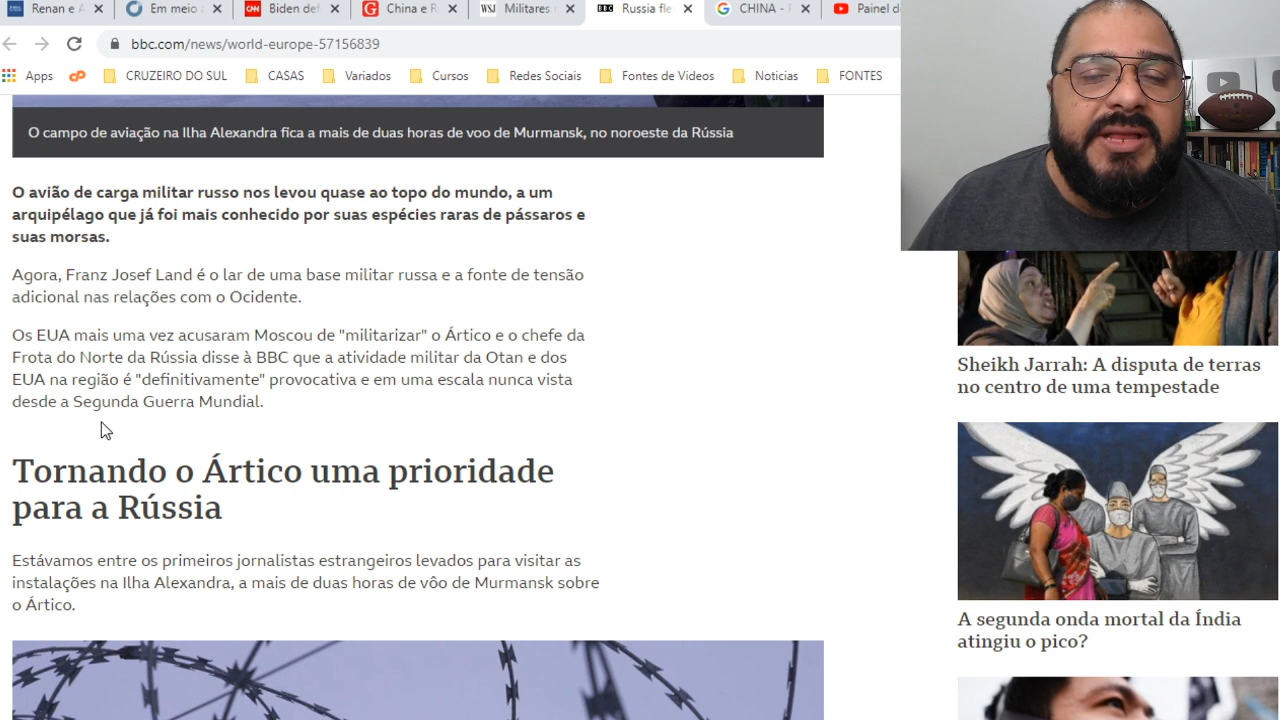 Renan e A
Em meio
CNN
Biden def
G
China e R
WSJ
Militares
BBC
Russia fle
CHINA -
Painel d
bbc.com/news/world-europe-57156839
Apps
CRUZEIRO DO SUL
CASAS
Variados
Cursos
Redes Sociais
Fontes de Videos
Noticias
FONTES
O campo de aviação na Ilha Alexandra fica a mais de duas horas de voo de Murmansk, no noroeste da Rússia
O avião de carga militar russo nos levou quase ao topo do mundo, a um
arquipélago que já foi mais conhecido por suas espécies raras de pássaros e
suas morsas.
Agora, Franz Josef Land é o lar de uma base militar russa e a fonte de tensão
adicional nas relações com o Ocidente.
Os EUA mais uma vez acusaram Moscou de "militarizar" o Ártico e o chefe da
Frota do Norte da Rússia disse à BBC que a atividade militar da Otan e dos
EUA na região é "definitivamente" provocativa e em uma escala nunca vista
desde a Segunda Guerra Mundial.
Tornando o Ártico uma prioridade
para a Rússia
Estávamos entre os primeiros jornalistas estrangeiros levados para visitar as
instalações na Ilha Alexandra, a mais de duas horas de vôo de Murmansk sobre
o Ártico.
Sheikh Jarrah: A disputa de terras
no centro de uma tempestade
A segunda onda mortal da Índia
atingiu o pico?